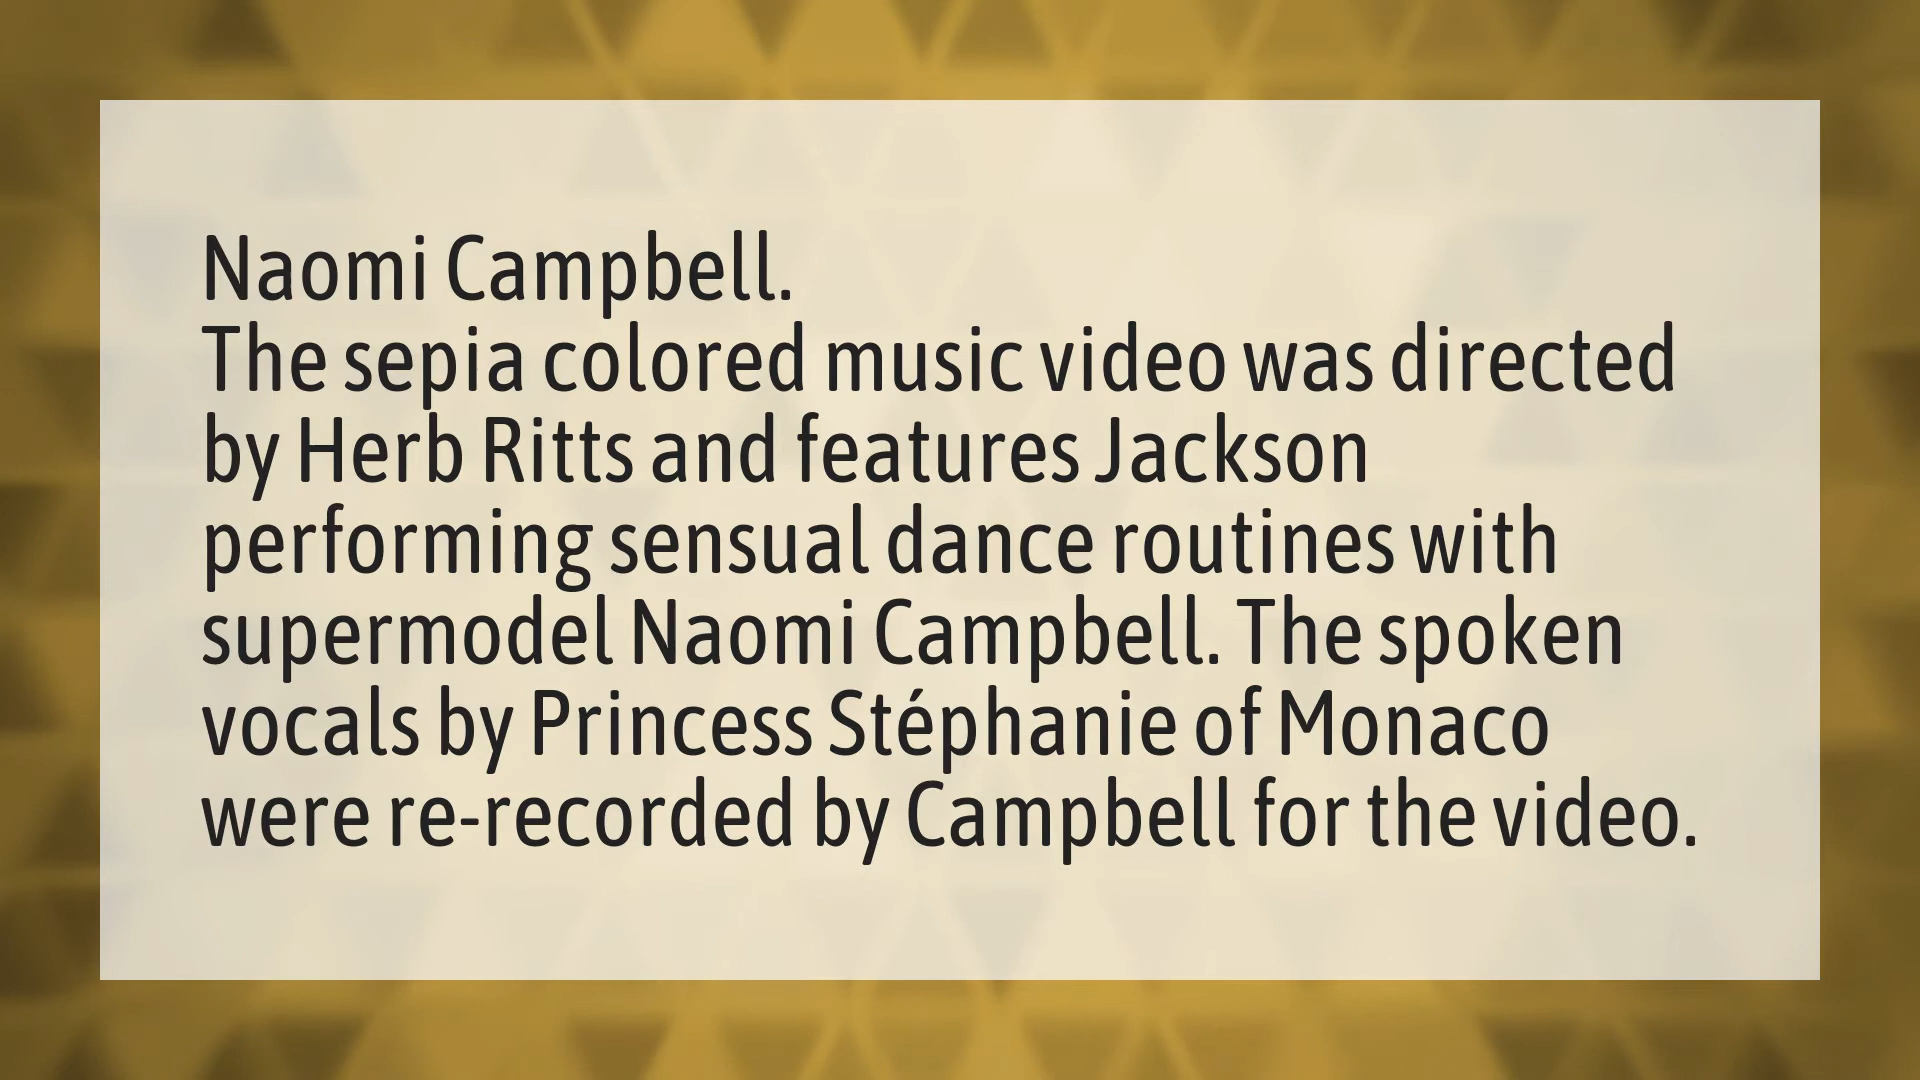 Naomi Campbell.
The sepia colored music video was directed
by Herb Ritts and features Jackson
performing sensual dance routines with
supermodel Naomi Campbell. The spoken
vocals by Princess Stéphanie of Monaco
were re-recorded by Campbell for the video.